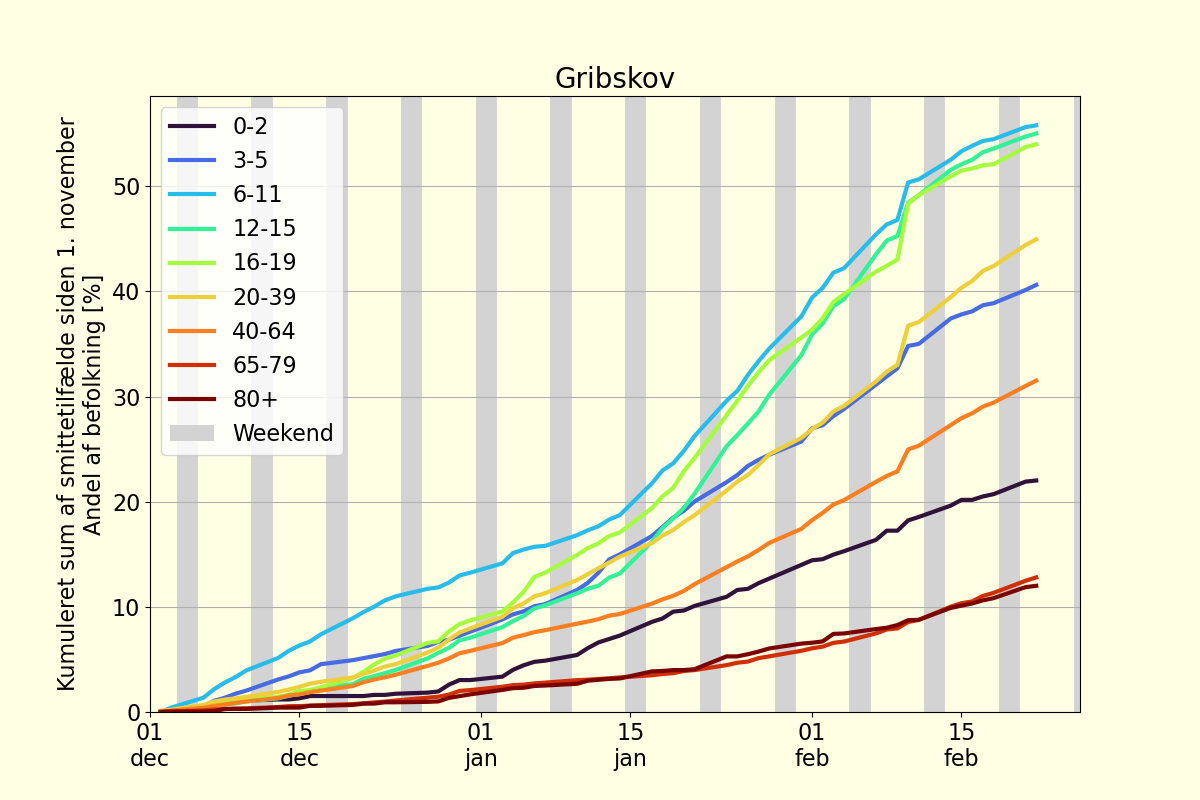 Gribskov
Kumuleret sum af smittetilfælde siden 1. november
Andel af befolkning [%]
50
40
30
20
10
0
0-2
3-5
6-11
12-15
16-19
20-39
40-64
65-79
80+
Weekend
01
dec
15
dec
01
jan
15
jan
01
feb
15
feb